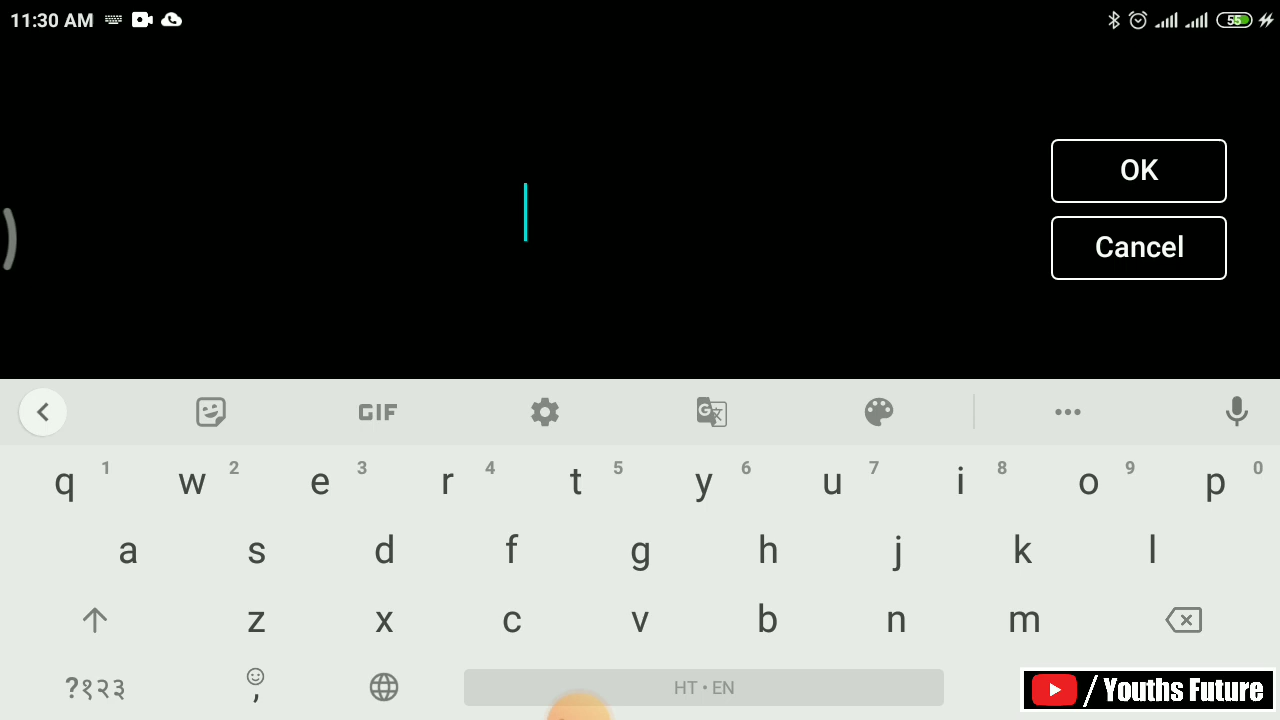 11:30 AM
55
OK
Cancel
GIF
q 1 w 2 e 3 r 4 t 5 y 6 u 7 i 8 o 9 p 0
a s d f g h j k l
z x c v b n m
?१२३ , HT • EN
/ Youths Future